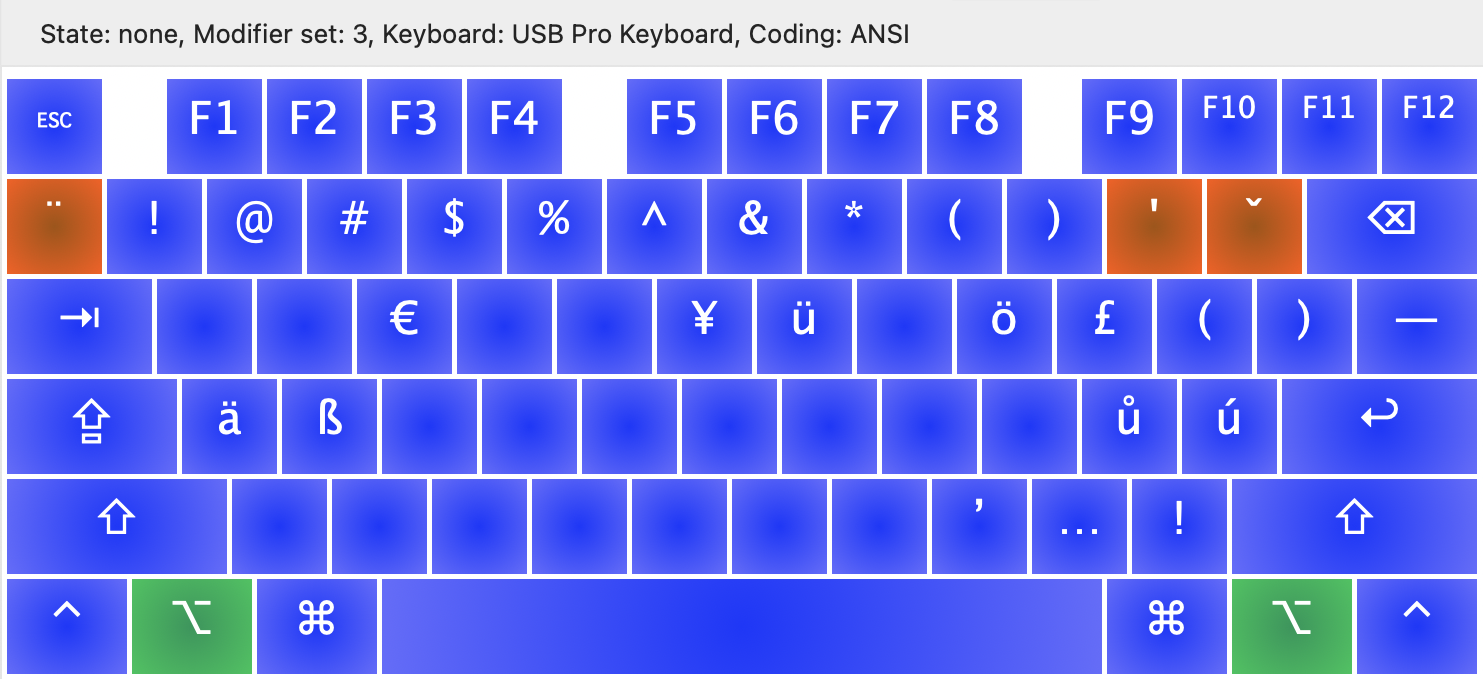 State: none, Modifier set: 3, Keyboard: USB Pro Keyboard, Coding: ANSI
ESC F1 F2 F3 F4 F5 F6 F7 F8 F9 F10 F11 F12
¨ ! @ # $ % ^ & * ( ) ' ˇ ⌫
⇥ € ¥ ü ö £ ( ) —
⇪ ä ß ů ú ↩
⇧ ’ … ! ⇧
⌃ ⌥ ⌘ ⌘ ⌥ ⌃